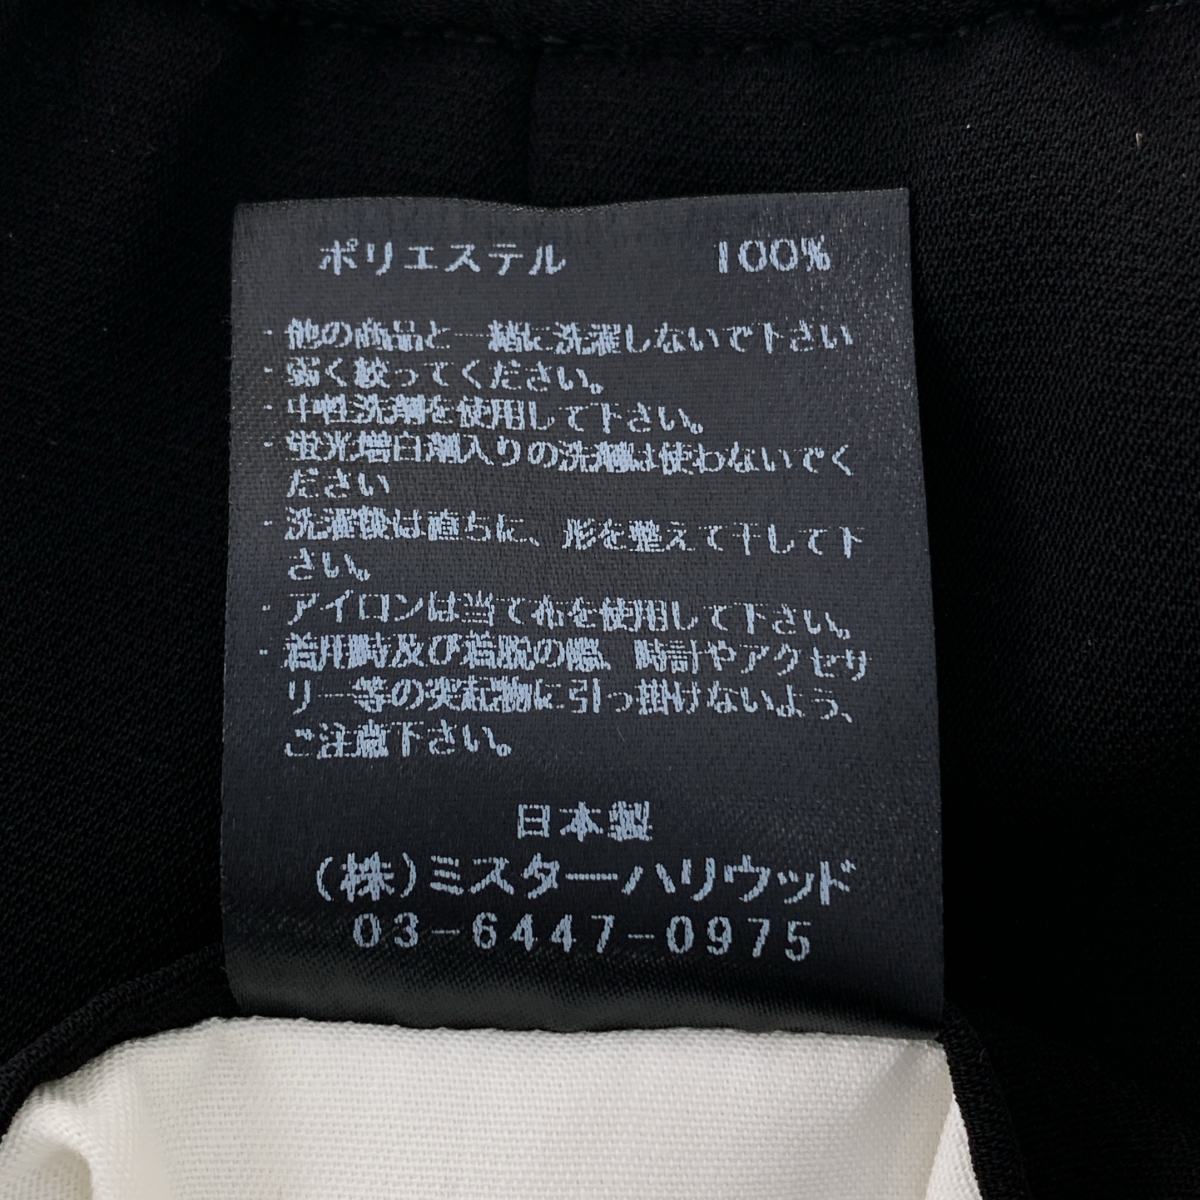 ポリエステル 100%
・他の商品と一緒に洗濯しないで下さい
・弱く絞ってください。
・中性洗剤を使用して下さい。
・蛍光増白剤入りの洗剤は使わないでく
ださい
・洗濯後は直ちに、形を整えて干して下
さい。
・アイロンは当て布を使用して下さい。
・着用時及び着脱の際、時計やアクセサ
リー等の突起物に引っ掛けないよう、
ご注意下さい。
日本製
(株)ミスターハリウッド
03-6447-0975